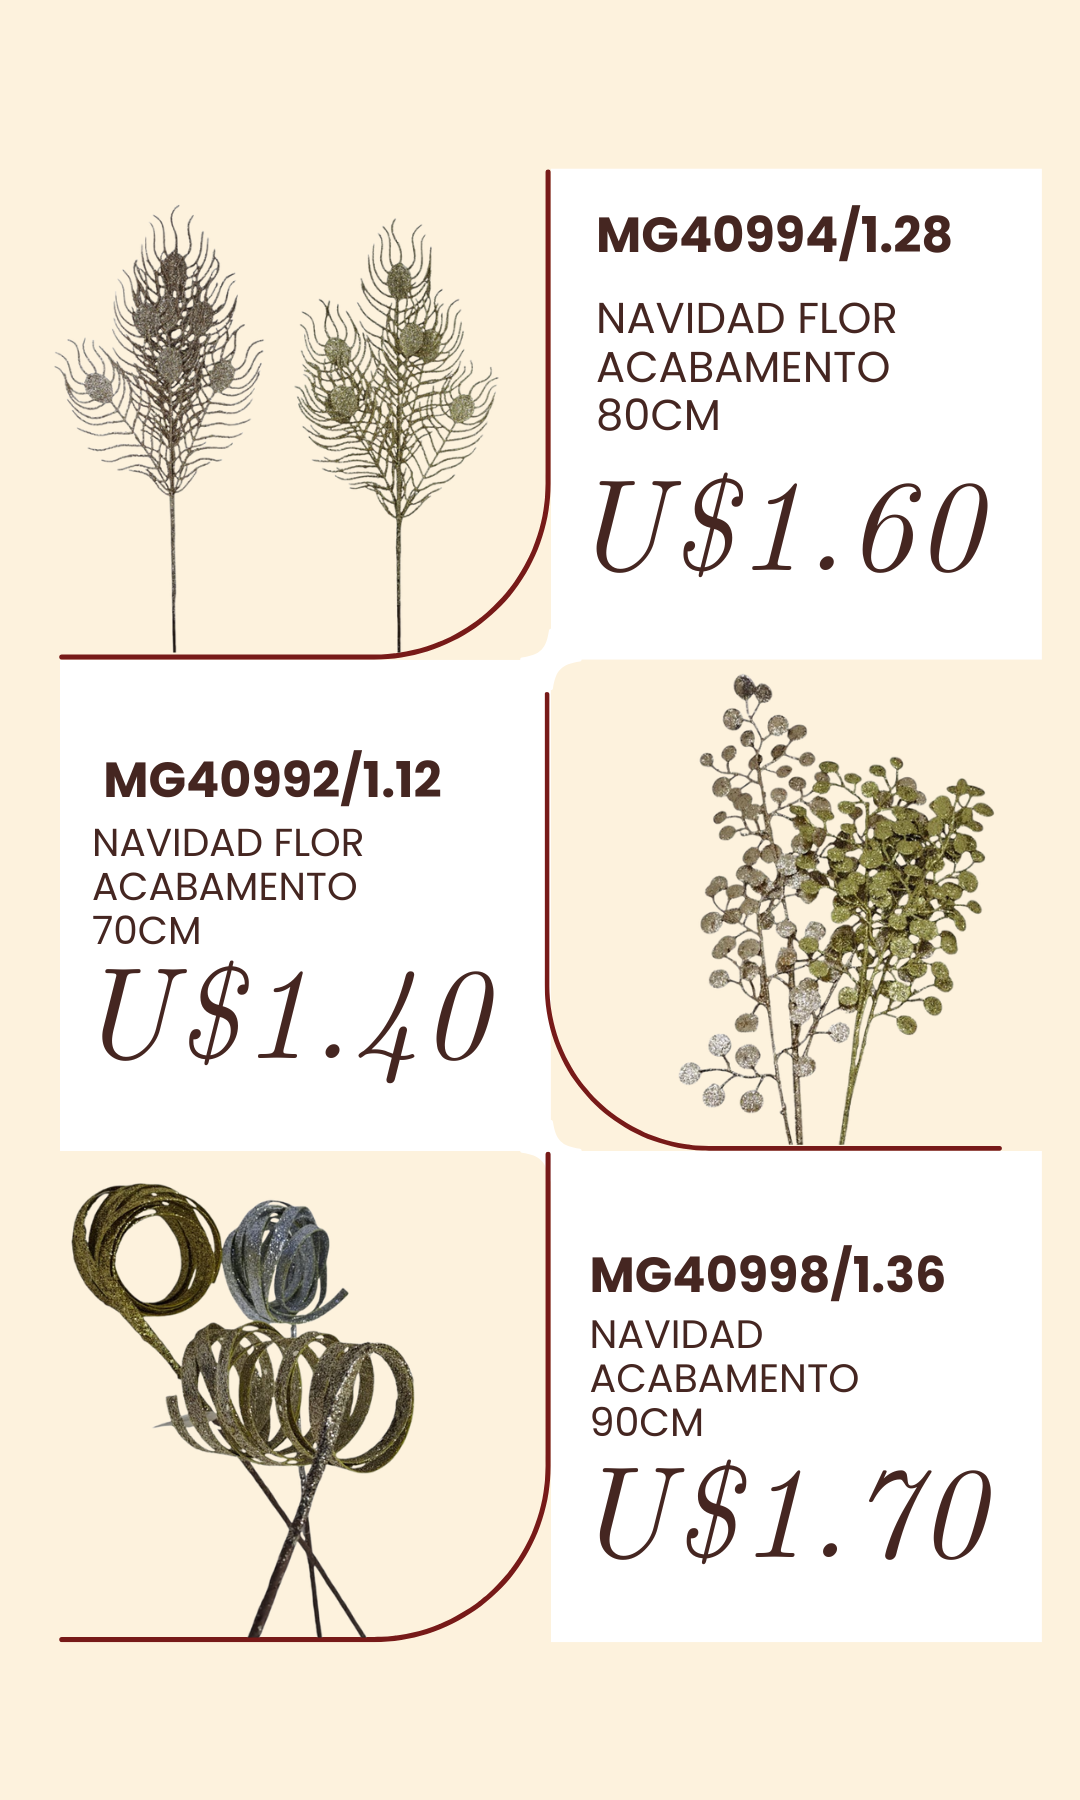 MG40994/1.28
NAVIDAD FLOR
ACABAMENTO
80CM
U$1.60
MG40992/1.12
NAVIDAD FLOR
ACABAMENTO
70CM
U$1.40
MG40998/1.36
NAVIDAD
ACABAMENTO
90CM
U$1.70